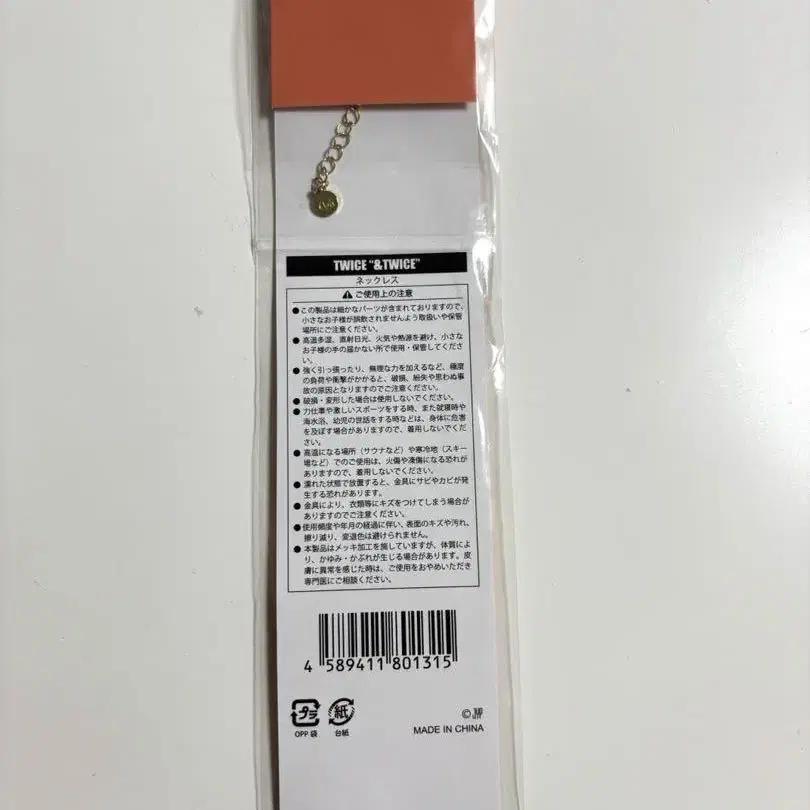 TWICE "&TWICE"
ネックレス
⚠ご使用上の注意
●この製品は細かなパーツが含まれておりますので、
小さなお子様が誤飲されませんよう取扱いや保管
場所にご注意ください。
●高温多湿、直射日光、火気や熱源を避け、小さな
お子様の手の届かない所で使用・保管してくださ
い。
●強く引っ張ったり、無理な力を加えるなど、極度
の負荷や衝撃がかかると、破損、紛失や思わぬ事
故の原因となりますのでご注意ください。
●破損・変形した場合は使用しないでください。
●力仕事や激しいスポーツをする時、また就寝時や
海水浴、幼児の世話をする時などは、身体に危害
を及ぼす場合がありますので、着用しないでくだ
さい。
●高温になる場所（サウナなど）や寒冷地（スキー
場など）でのご使用は、火傷や凍傷になる恐れが
ありますので、着用しないでください。
●濡れた状態で放置すると、金具にサビやカビが発
生する恐れがあります。
●金具により、衣類等にキズをつけてしまう場合が
ありますのでご注意ください。
●使用頻度や年月の経過に伴い、表面のキズや汚れ、
擦り減り、変退色は避けられません。
●本製品はメッキ加工を施していますが、体質によ
り、かゆみ・かぶれが生じる場合があります。皮
膚に異常を感じた時は、ご使用をおやめいただき
専門医にご相談ください。
4 589411 801315
プラ 紙
OPP 袋 台紙
©
MADE IN CHINA